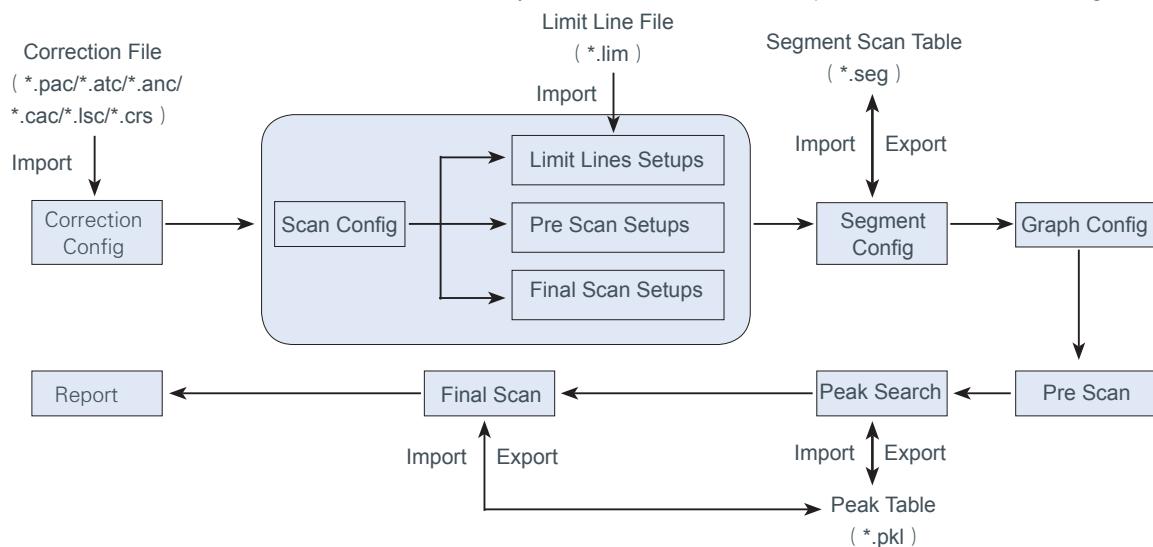 Correction File
( *.pac/*.atc/*.anc/
*.cac/*.lsc/*.crs )
Import
Limit Line File
( *.lim )
Import
Segment Scan Table
( *.seg )
Import Export
Correction
Config
Scan Config
Limit Lines Setups
Pre Scan Setups
Final Scan Setups
Segment
Config
Graph Config
Report
Final Scan
Peak Search
Pre Scan
Import Export
Import Export
Peak Table
( *.pkl )